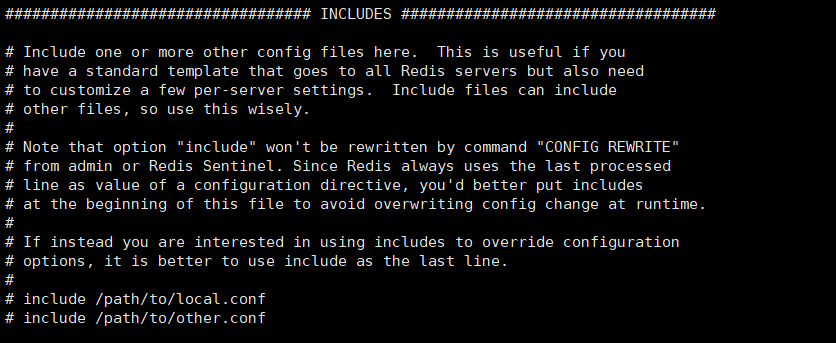 ################################## INCLUDES ###################################
# Include one or more other config files here.  This is useful if you
# have a standard template that goes to all Redis servers but also need
# to customize a few per-server settings.  Include files can include
# other files, so use this wisely.
#
# Note that option "include" won't be rewritten by command "CONFIG REWRITE"
# from admin or Redis Sentinel. Since Redis always uses the last processed
# line as value of a configuration directive, you'd better put includes
# at the beginning of this file to avoid overwriting config change at runtime.
#
# If instead you are interested in using includes to override configuration
# options, it is better to use include as the last line.
#
# include /path/to/local.conf
# include /path/to/other.conf